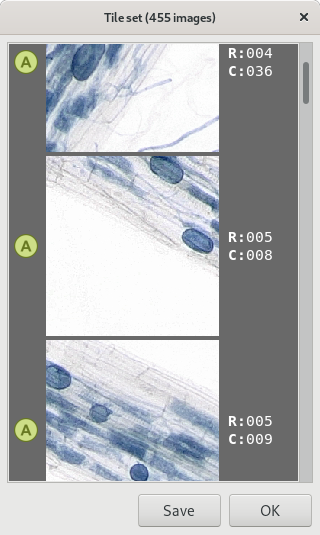 Tile set (455 images)
×
A
R:004
C:036
A
R:005
C:008
A
R:005
C:009
Save
OK